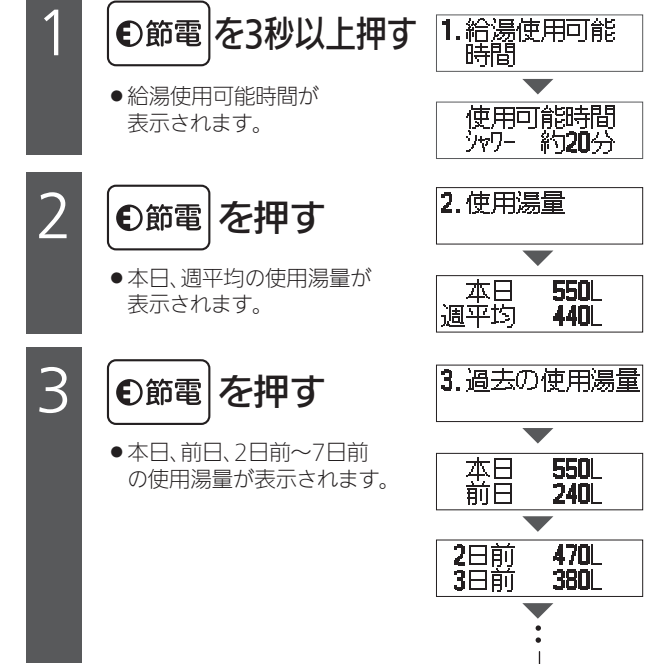 1
節電 を3秒以上押す
●給湯使用可能時間が
表示されます。
1.給湯使用可能
時間
使用可能時間
シャワー 約20分
2
節電 を押す
●本日、週平均の使用湯量が
表示されます。
2.使用湯量
本日 550L
週平均 440L
3
節電 を押す
●本日、前日、2日前～7日前
の使用湯量が表示されます。
3.過去の使用湯量
本日 550L
前日 240L
2日前 470L
3日前 380L